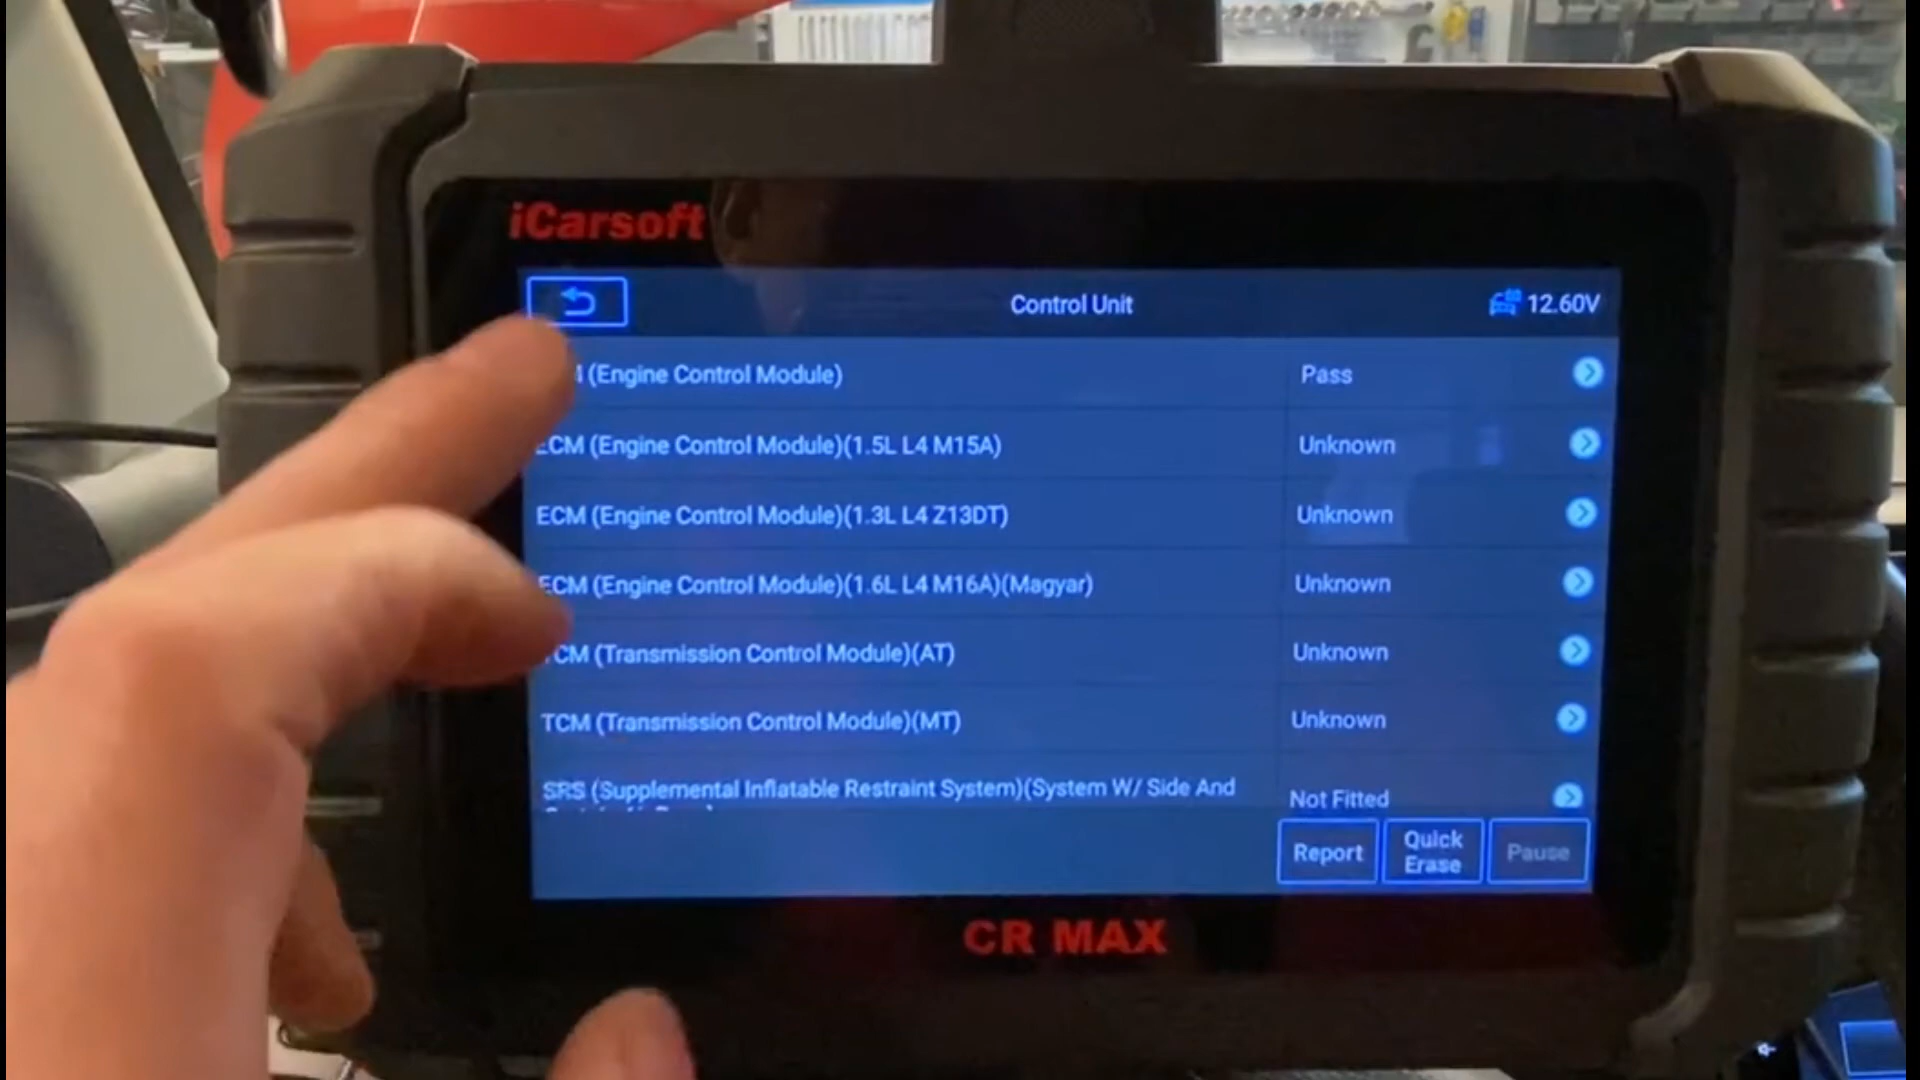 iCarsoft
Control Unit
12.60V
(Engine Control Module)
Pass
ECM (Engine Control Module)(1.5L L4 M15A)
Unknown
ECM (Engine Control Module)(1.3L L4 Z13DT)
Unknown
ECM (Engine Control Module)(1.6L L4 M16A)(Magyar)
Unknown
TCM (Transmission Control Module)(AT)
Unknown
TCM (Transmission Control Module)(MT)
Unknown
SRS (Supplemental Inflatable Restraint System)(System W/ Side And
Not Fitted
Report
Quick
Erase
Pause
CR MAX